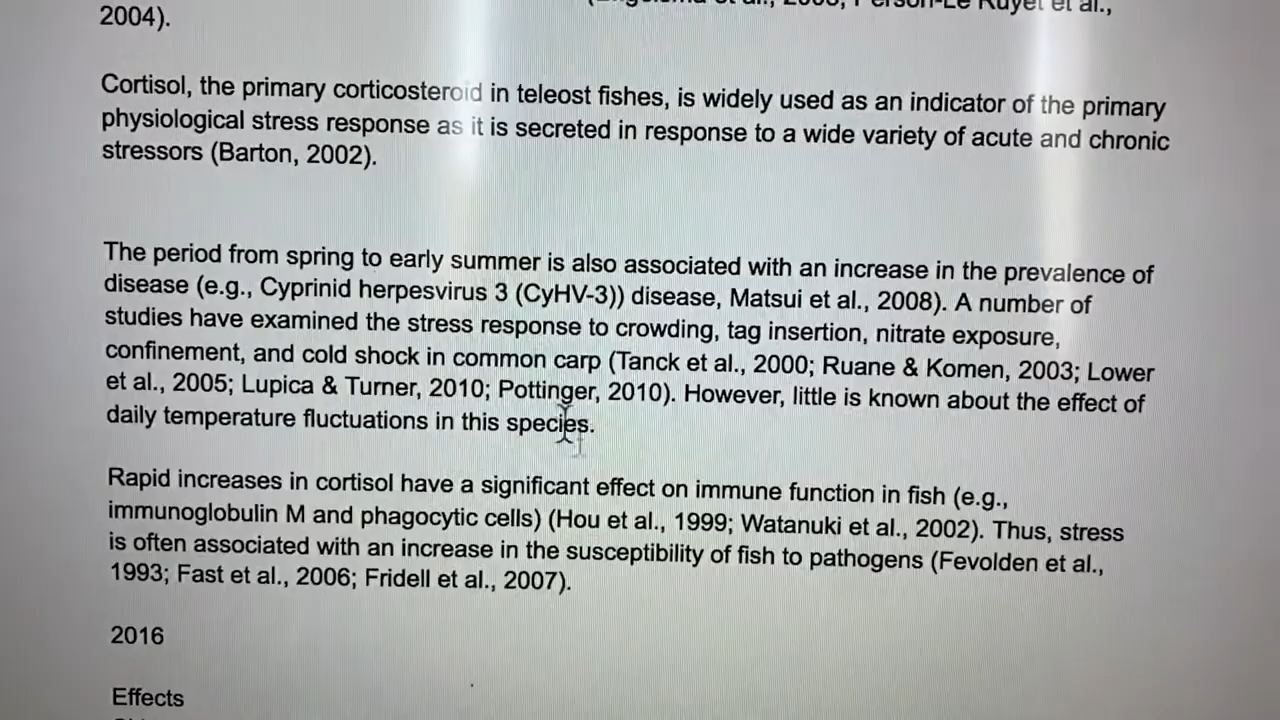 2004).
Cortisol, the primary corticosteroid in teleost fishes, is widely used as an indicator of the primary
physiological stress response as it is secreted in response to a wide variety of acute and chronic
stressors (Barton, 2002).
The period from spring to early summer is also associated with an increase in the prevalence of
disease (e.g., Cyprinid herpesvirus 3 (CyHV-3)) disease, Matsui et al., 2008). A number of
studies have examined the stress response to crowding, tag insertion, nitrate exposure,
confinement, and cold shock in common carp (Tanck et al., 2000; Ruane & Komen, 2003; Lower
et al., 2005; Lupica & Turner, 2010; Pottinger, 2010). However, little is known about the effect of
daily temperature fluctuations in this species.
Rapid increases in cortisol have a significant effect on immune function in fish (e.g.,
immunoglobulin M and phagocytic cells) (Hou et al., 1999; Watanuki et al., 2002). Thus, stress
is often associated with an increase in the susceptibility of fish to pathogens (Fevolden et al.,
1993; Fast et al., 2006; Fridell et al., 2007).
2016
Effects